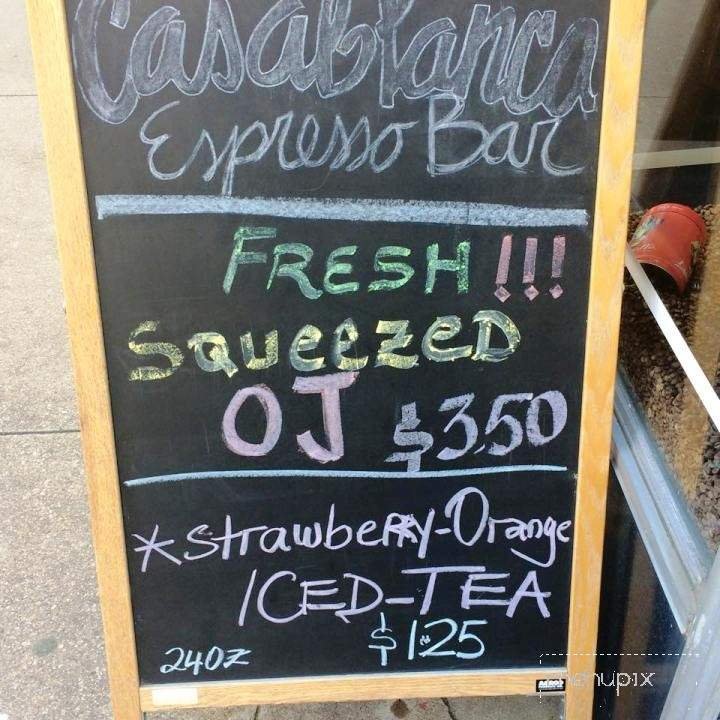 Casablanca
Espresso Bar
FRESH!!!
SQUEEZED
OJ $3.50
*Strawberry-Orange
ICED-TEA
$1.25
24OZ
menupix